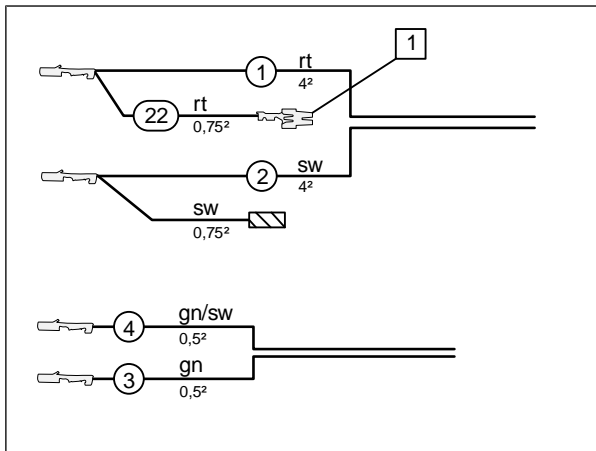 1 rt 1
4²
22 rt
0,75²
2 sw
4²
sw
0,75²
4 gn/sw
0,5²
3 gn
0,5²